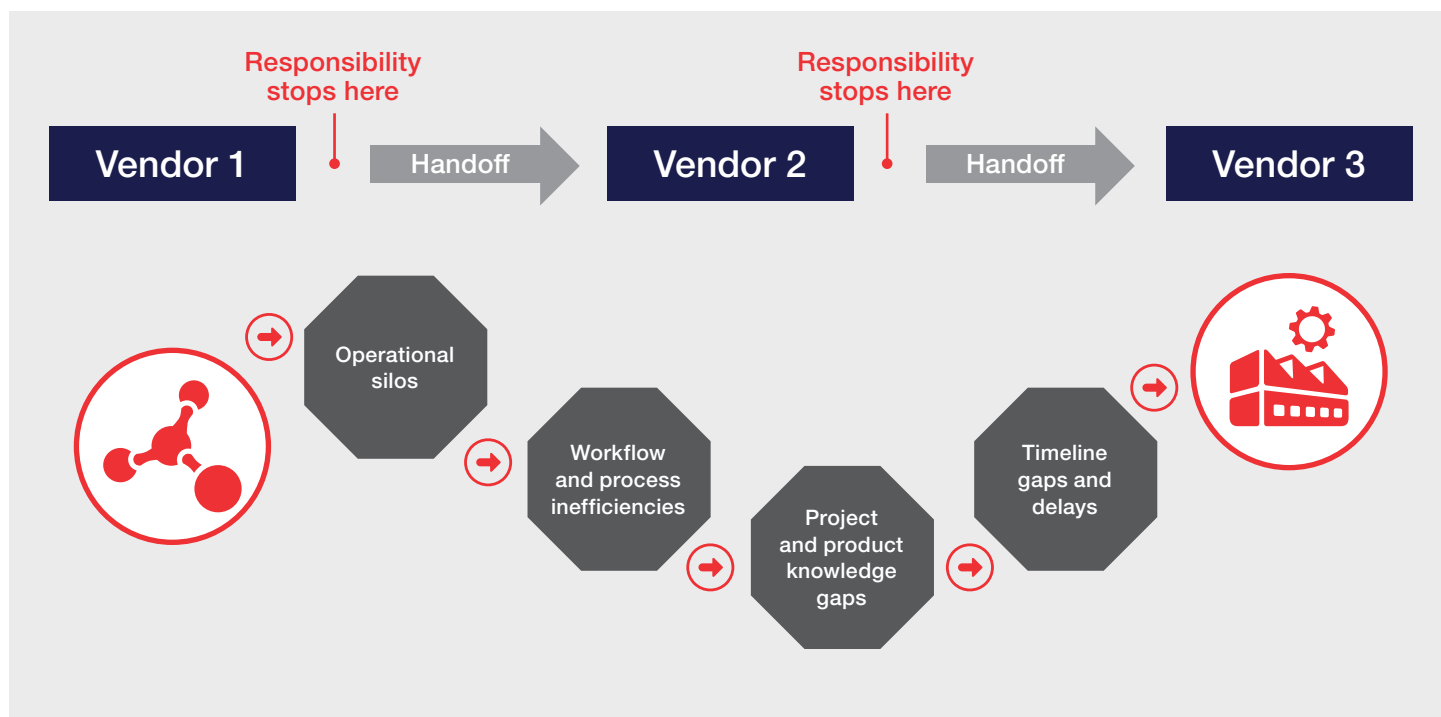 Responsibility
stops here
Responsibility
stops here
Vendor 1
Handoff
Vendor 2
Handoff
Vendor 3
Operational
silos
Workflow
and process
inefficiencies
Project
and product
knowledge
gaps
Timeline
gaps and
delays